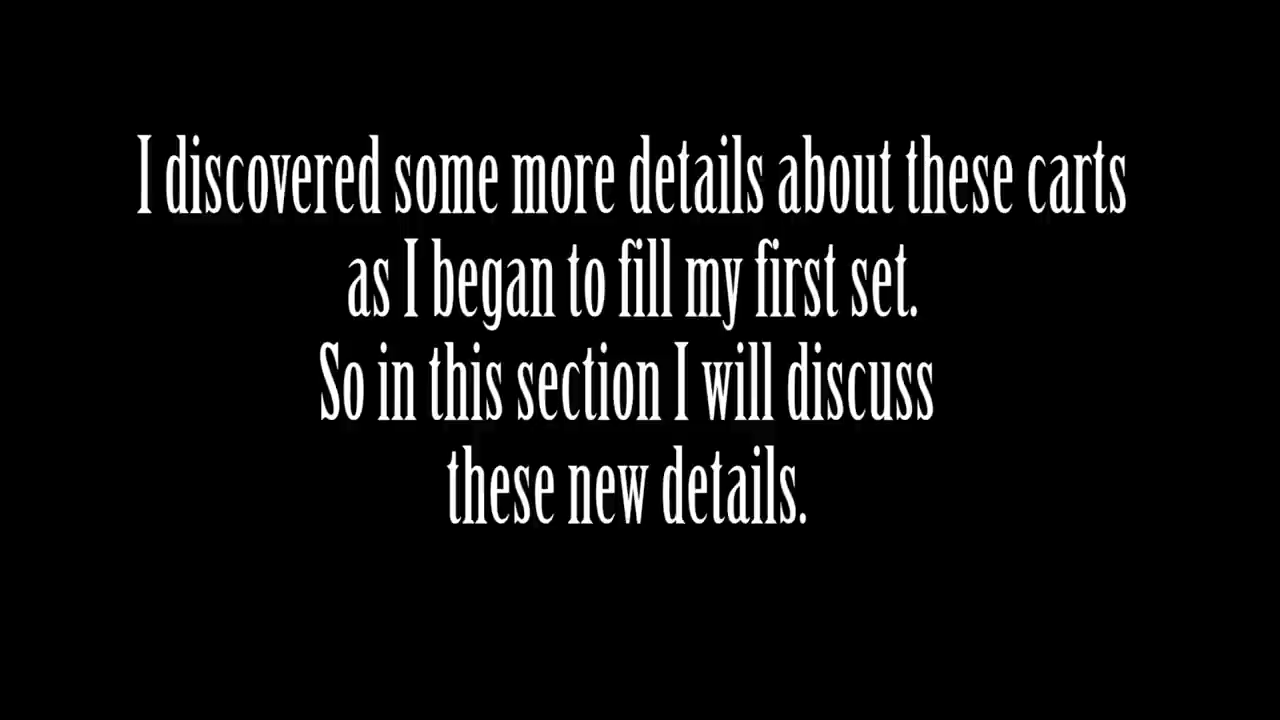 I discovered some more details about these carts
as I began to fill my first set.
So in this section I will discuss
these new details.